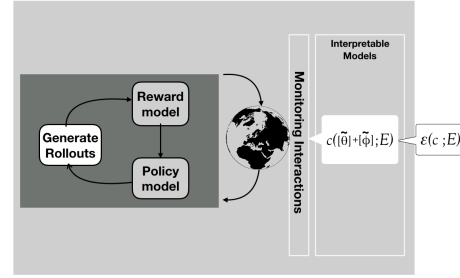 Interpretable
Models
Reward
model
Generate
Rollouts
Policy
model
Monitoring Interactions
c([θ̃]+[ϕ̃];E)
ε(c ;E)